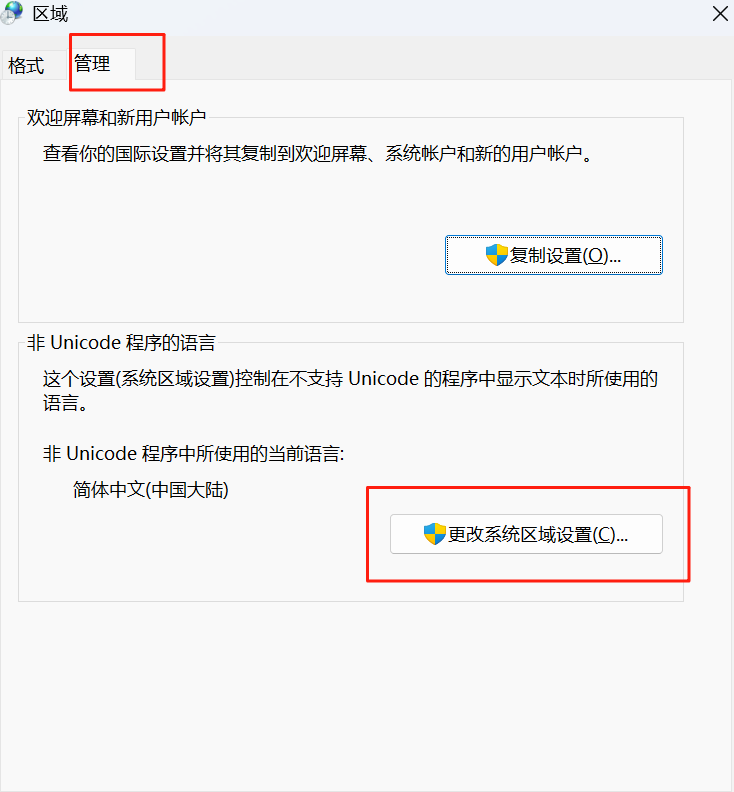 区域
格式
管理
欢迎屏幕和新用户帐户
查看你的国际设置并将其复制到欢迎屏幕、系统帐户和新的用户帐户。
复制设置(O)...
非 Unicode 程序的语言
这个设置(系统区域设置)控制在不支持 Unicode 的程序中显示文本时所使用的
语言。
非 Unicode 程序中所使用的当前语言:
简体中文(中国大陆)
更改系统区域设置(C)...